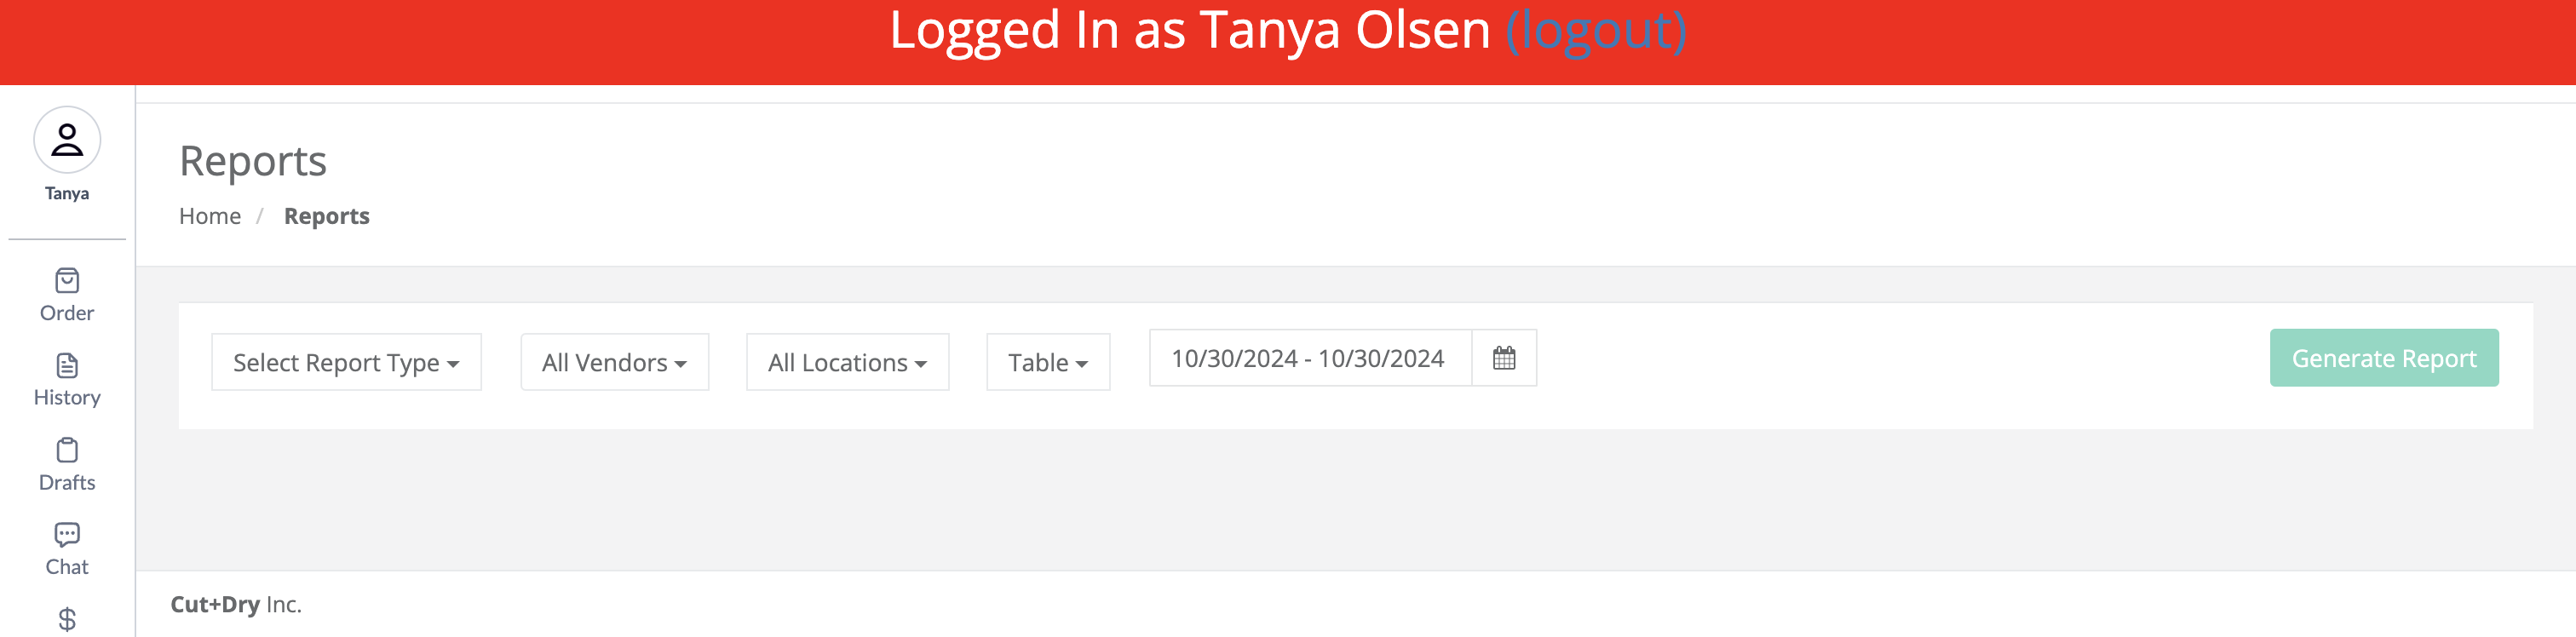 Logged In as Tanya Olsen (logout)
Tanya
Order
History
Drafts
Chat
Reports
Home / Reports
Select Report Type
All Vendors
All Locations
Table
10/30/2024 - 10/30/2024
Generate Report
Cut+Dry Inc.